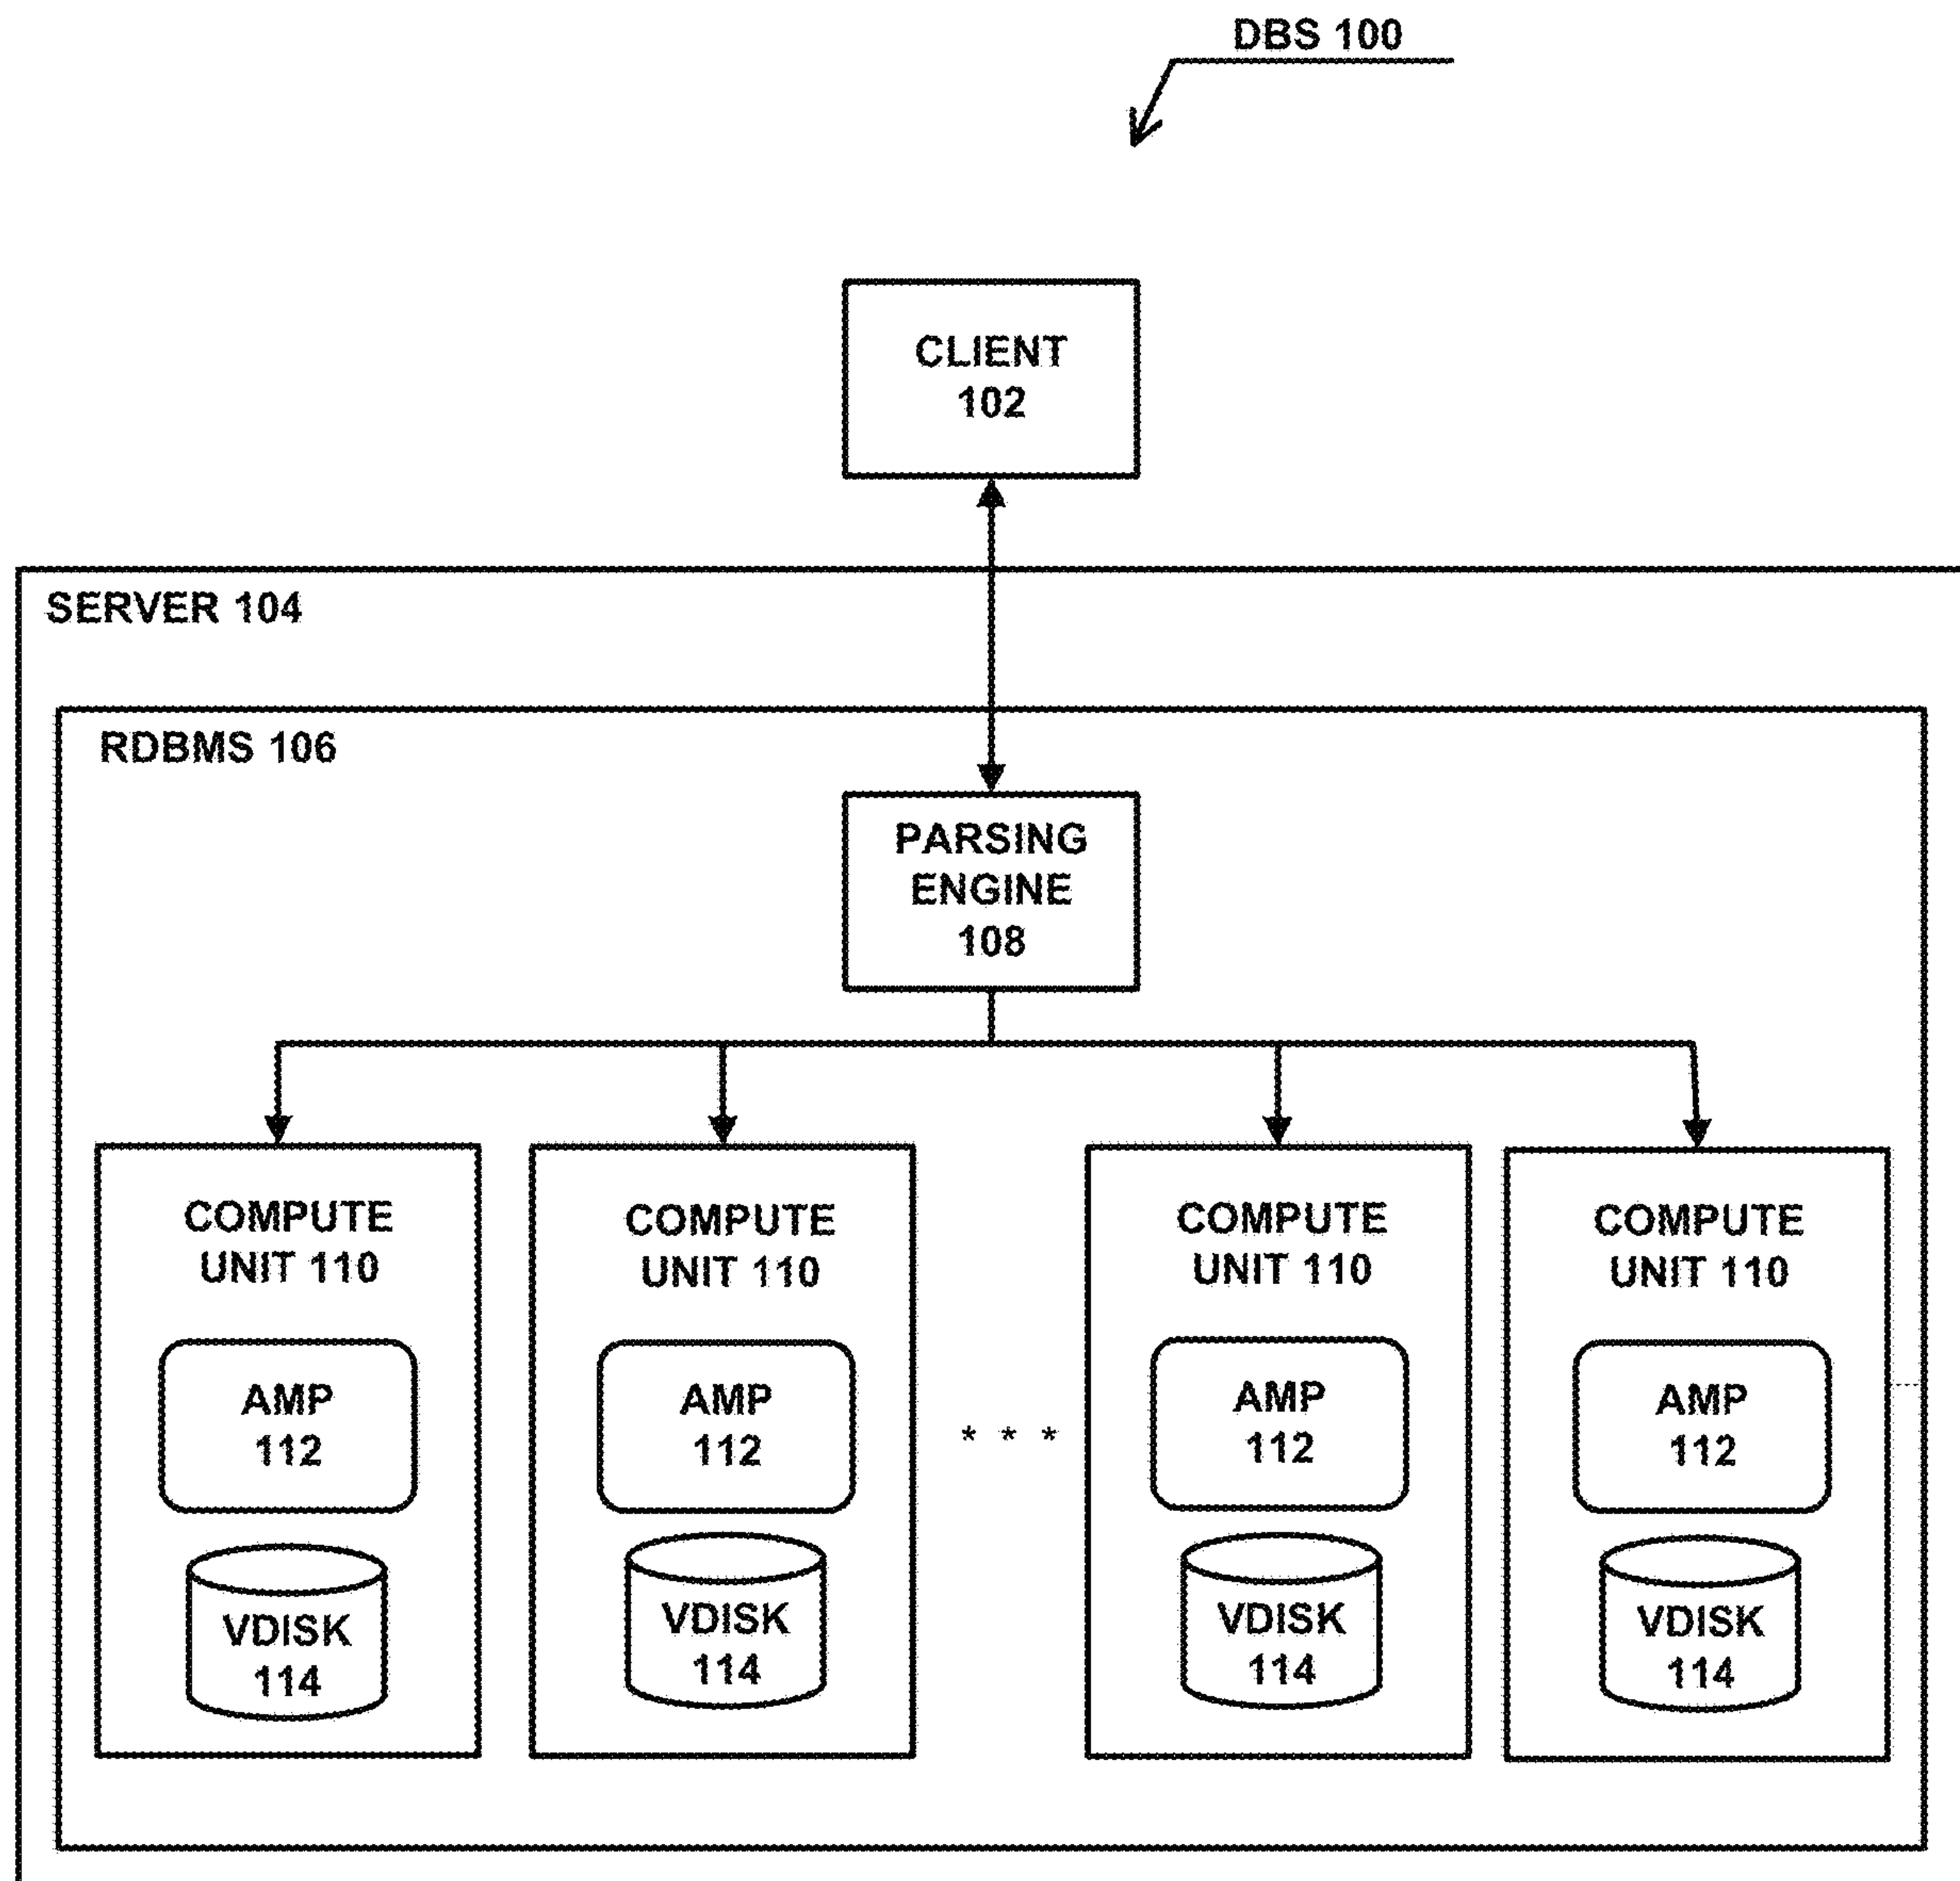 DBS 100
CLIENT
102
SERVER 104
RDBMS 106
PARSING
ENGINE
108
COMPUTE
UNIT 110
AMP
112
VDISK
114
COMPUTE
UNIT 110
AMP
112
VDISK
114
* * *
COMPUTE
UNIT 110
AMP
112
VDISK
114
COMPUTE
UNIT 110
AMP
112
VDISK
114